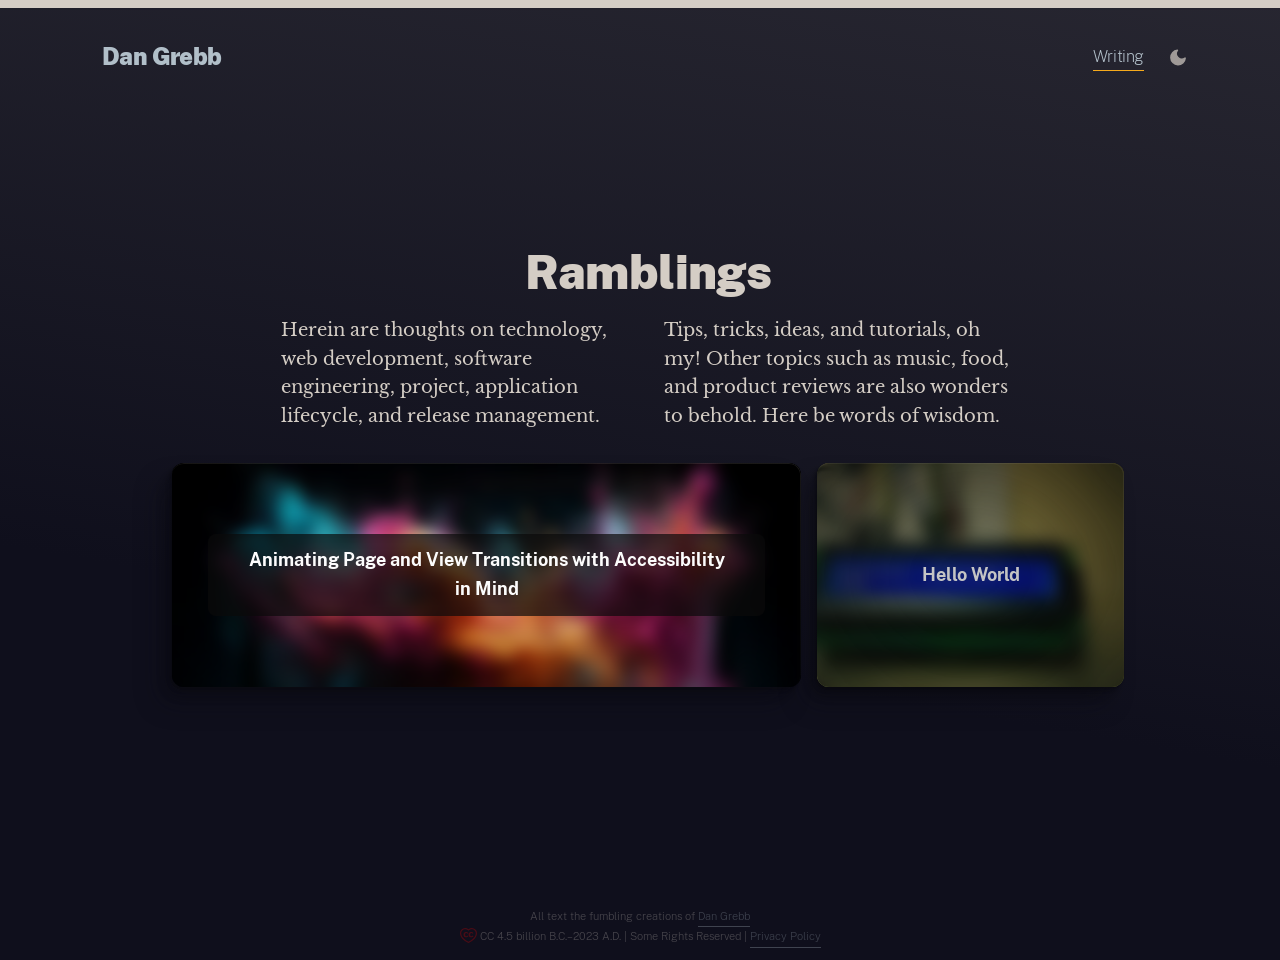 Dan Grebb
Writing
Ramblings
Herein are thoughts on technology,
web development, software
engineering, project, application
lifecycle, and release management.
Tips, tricks, ideas, and tutorials, oh
my! Other topics such as music, food,
and product reviews are also wonders
to behold. Here be words of wisdom.
Animating Page and View Transitions with Accessibility
in Mind
Hello World
All text the fumbling creations of Dan Grebb
CC 4.5 billion B.C.–2023 A.D. | Some Rights Reserved | Privacy Policy